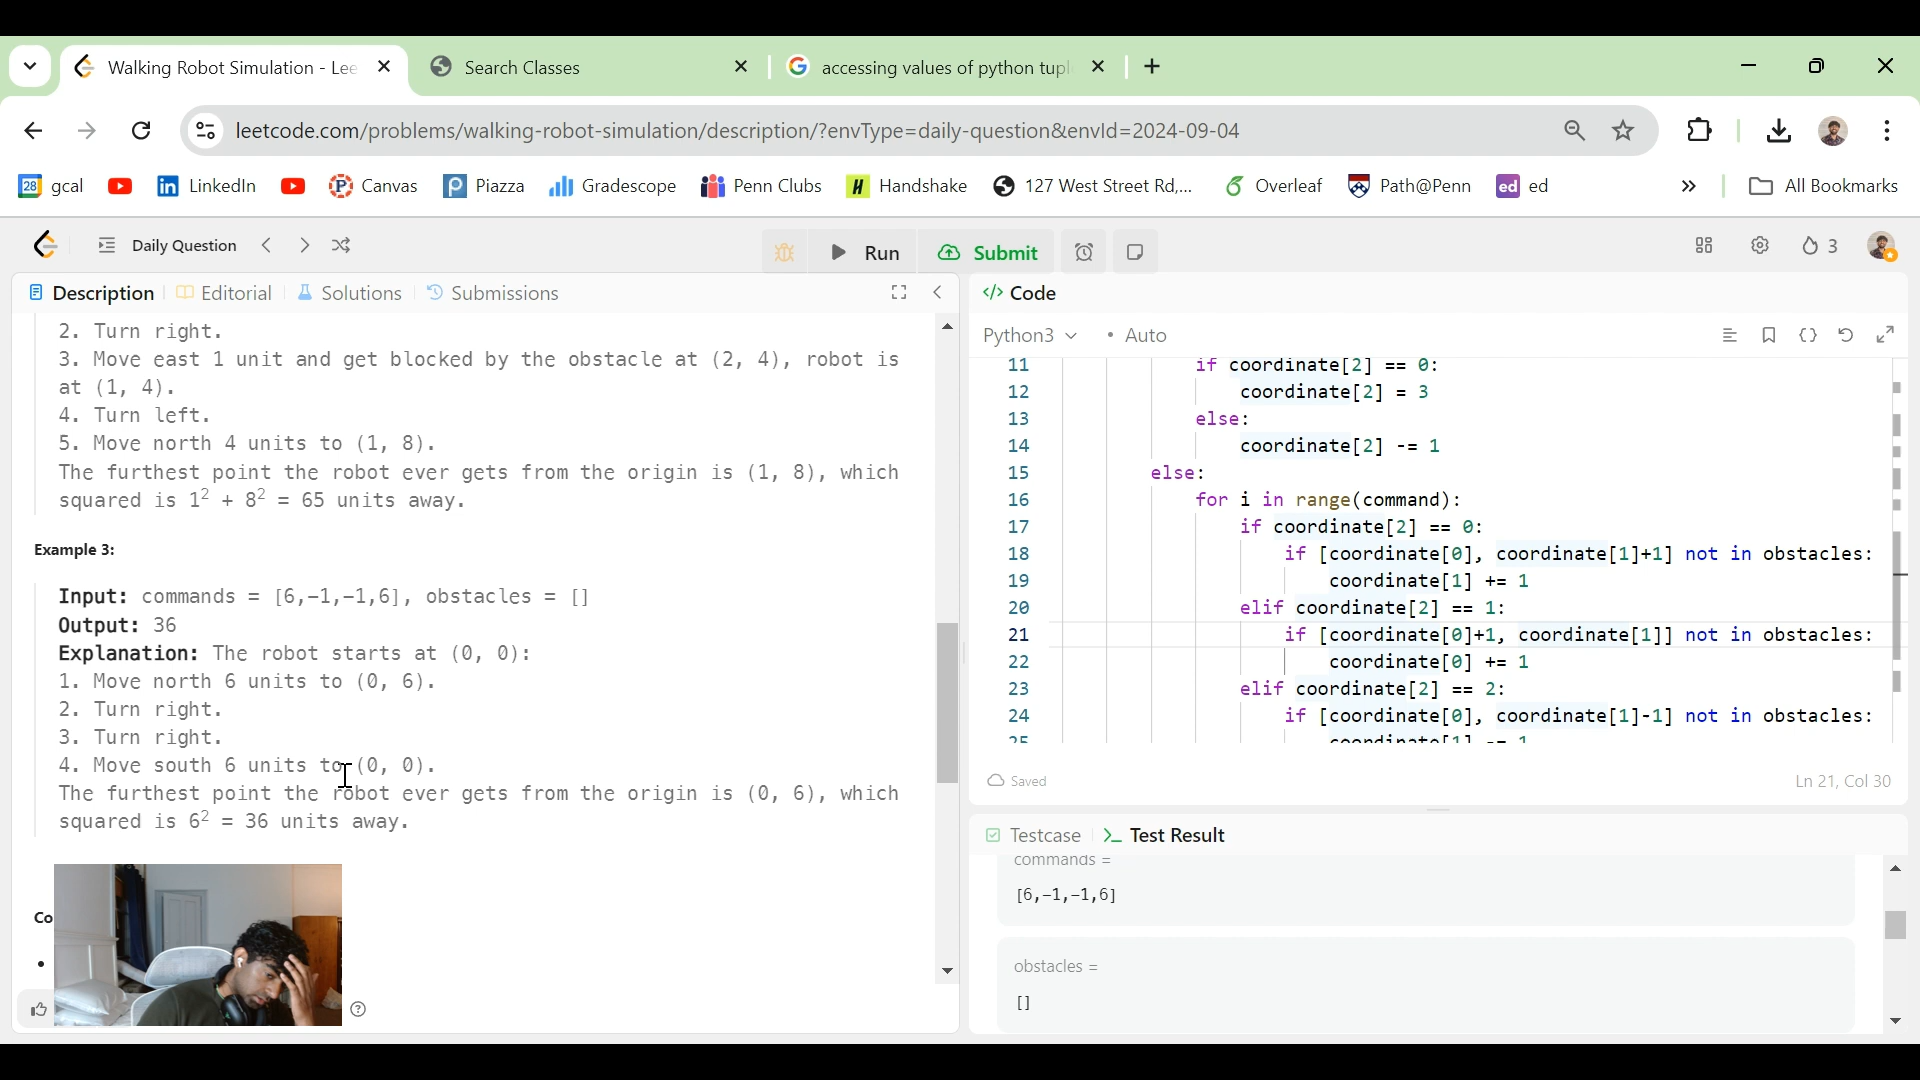 Walking Robot Simulation - Lee
Search Classes
accessing values of python tupl
leetcode.com/problems/walking-robot-simulation/description/?envType=daily-question&envId=2024-09-04
28 gcal
LinkedIn
Canvas
Piazza
Gradescope
Penn Clubs
Handshake
127 West Street Rd,...
Overleaf
Path@Penn
ed ed
All Bookmarks
Daily Question
Run
Submit
3
Description
Editorial
Solutions
Submissions
2. Turn right.
3. Move east 1 unit and get blocked by the obstacle at (2, 4), robot is
at (1, 4).
4. Turn left.
5. Move north 4 units to (1, 8).
The furthest point the robot ever gets from the origin is (1, 8), which
squared is 1² + 8² = 65 units away.
Example 3:
Input: commands = [6,-1,-1,6], obstacles = []
Output: 36
Explanation: The robot starts at (0, 0):
1. Move north 6 units to (0, 6).
2. Turn right.
3. Turn right.
4. Move south 6 units to (0, 0).
The furthest point the robot ever gets from the origin is (0, 6), which
squared is 6² = 36 units away.
Co
</> Code
Python3
• Auto
11 if coordinate[2] == 0:
12 coordinate[2] = 3
13 else:
14 coordinate[2] -= 1
15 else:
16 for i in range(command):
17 if coordinate[2] == 0:
18 if [coordinate[0], coordinate[1]+1] not in obstacles:
19 coordinate[1] += 1
20 elif coordinate[2] == 1:
21 if [coordinate[0]+1, coordinate[1]] not in obstacles:
22 coordinate[0] += 1
23 elif coordinate[2] == 2:
24 if [coordinate[0], coordinate[1]-1] not in obstacles:
25 coordinate[1] -= 1
Saved
Ln 21, Col 30
Testcase
Test Result
commands =
[6,-1,-1,6]
obstacles =
[]